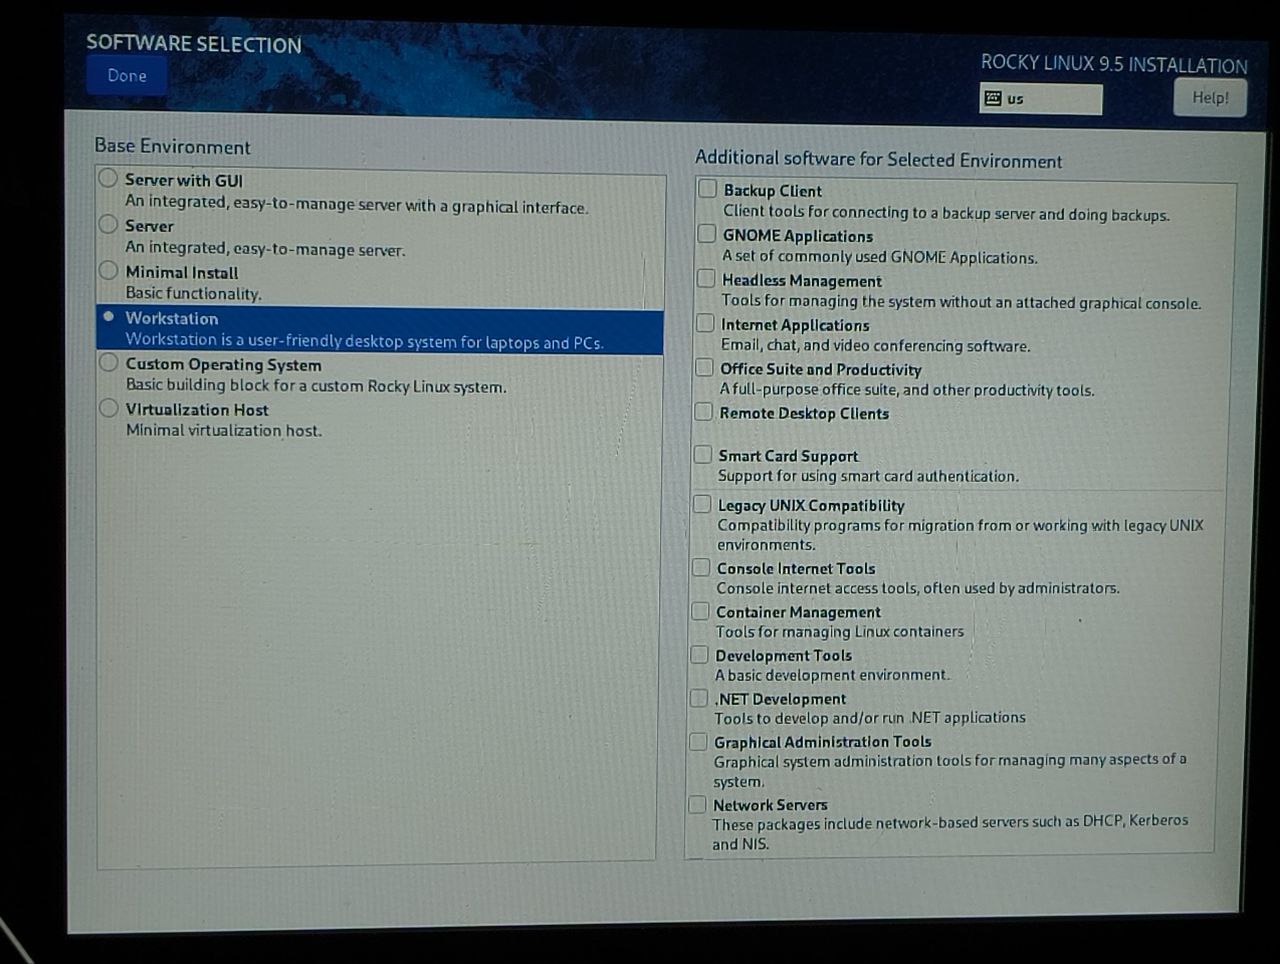 SOFTWARE SELECTION
Done
ROCKY LINUX 9.5 INSTALLATION
us
Help!
Base Environment
Server with GUI
An integrated, easy-to-manage server with a graphical interface.
Server
An integrated, easy-to-manage server.
Minimal Install
Basic functionality.
Workstation
Workstation is a user-friendly desktop system for laptops and PCs.
Custom Operating System
Basic building block for a custom Rocky Linux system.
Virtualization Host
Minimal virtualization host.
Additional software for Selected Environment
Backup Client
Client tools for connecting to a backup server and doing backups.
GNOME Applications
A set of commonly used GNOME Applications.
Headless Management
Tools for managing the system without an attached graphical console.
Internet Applications
Email, chat, and video conferencing software.
Office Suite and Productivity
A full-purpose office suite, and other productivity tools.
Remote Desktop Clients
Smart Card Support
Support for using smart card authentication.
Legacy UNIX Compatibility
Compatibility programs for migration from or working with legacy UNIX
environments.
Console Internet Tools
Console internet access tools, often used by administrators.
Container Management
Tools for managing Linux containers
Development Tools
A basic development environment.
.NET Development
Tools to develop and/or run .NET applications
Graphical Administration Tools
Graphical system administration tools for managing many aspects of a
system.
Network Servers
These packages include network-based servers such as DHCP, Kerberos
and NIS.